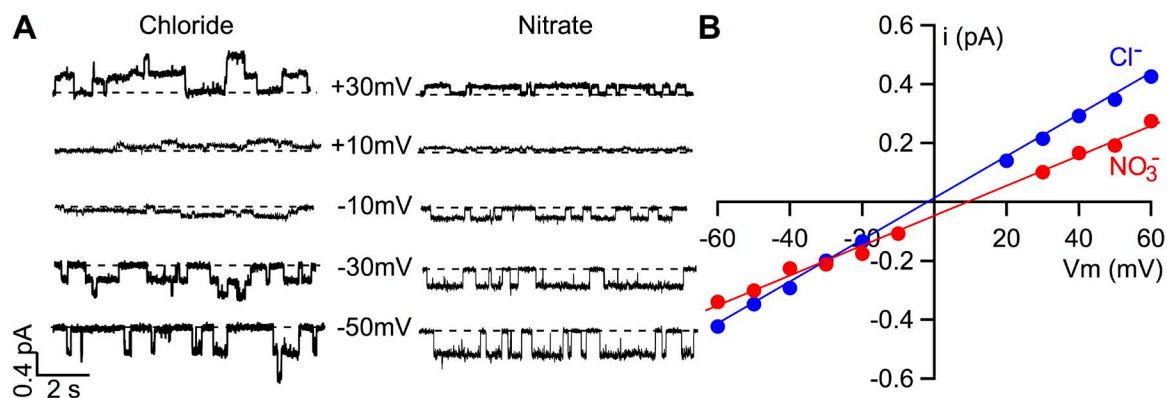 A
Chloride
Nitrate
+30mV
+10mV
-10mV
-30mV
-50mV
0.4 pA
2 s
B
i (pA)
0.6
0.4
0.2
-0.2
-0.4
-0.6
-60
-40
-20
20
40
60
Vm (mV)
Cl⁻
NO₃⁻